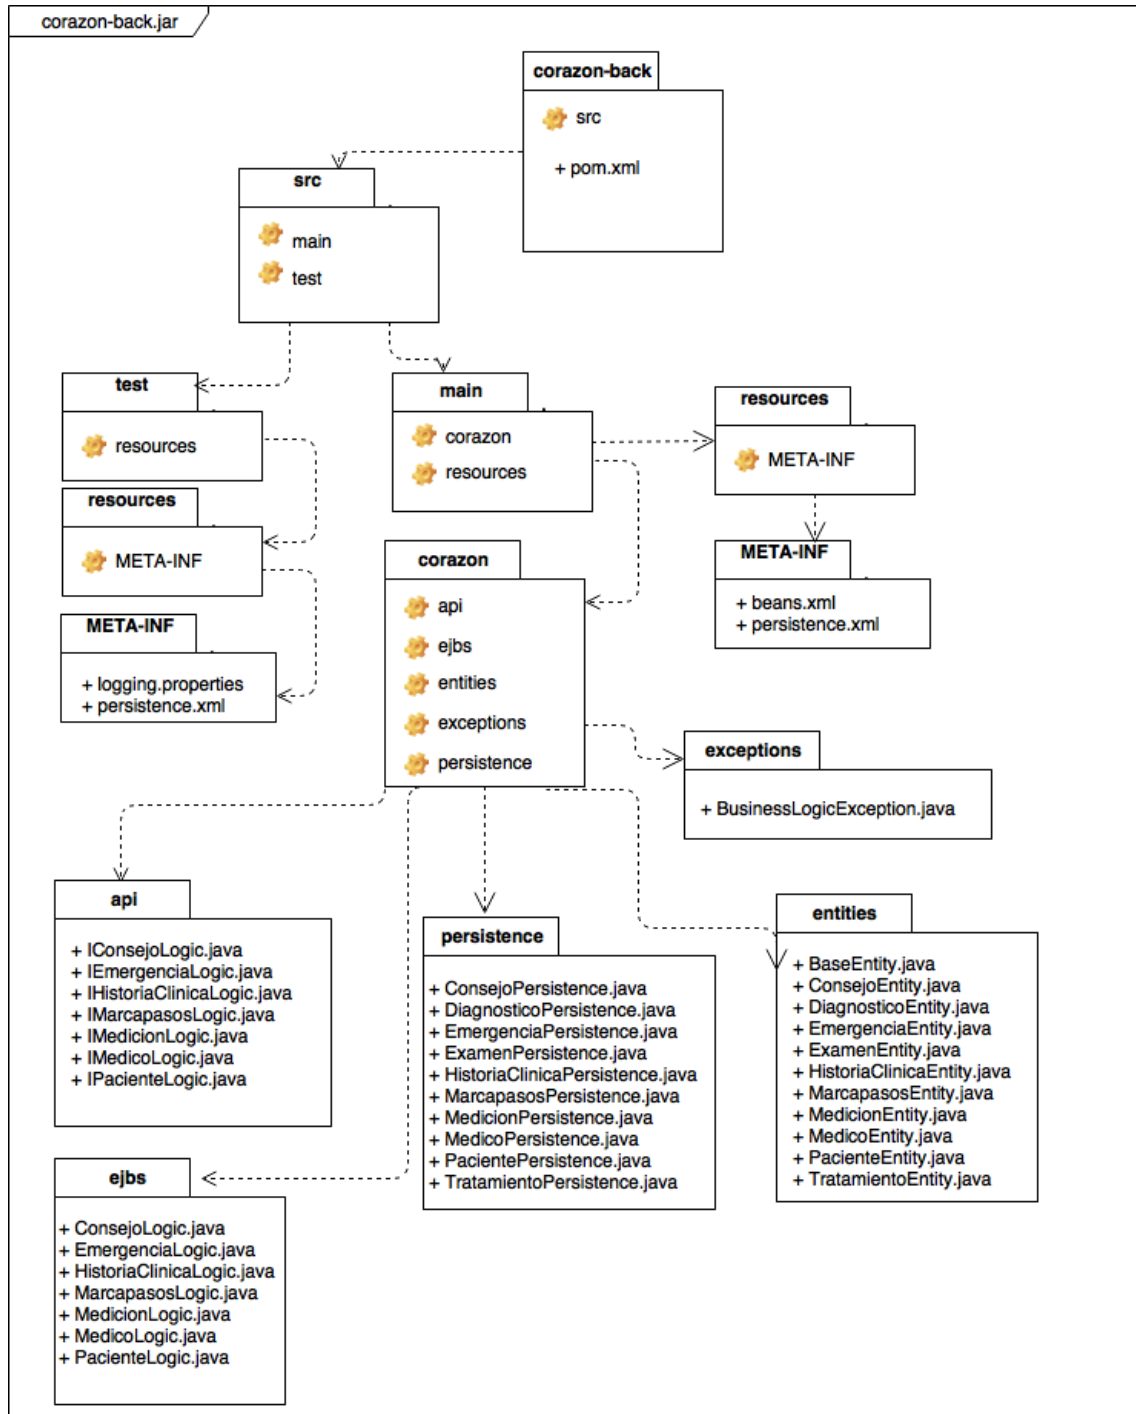 corazon-back.jar
corazon-back
src
+ pom.xml
src
main
test
test
resources
resources
META-INF
META-INF
+ logging.properties
+ persistence.xml
main
corazon
resources
resources
META-INF
META-INF
+ beans.xml
+ persistence.xml
corazon
api
ejbs
entities
exceptions
persistence
exceptions
+ BusinessLogicException.java
api
+ IConsejoLogic.java
+ IEmergenciaLogic.java
+ IHistoriaClinicaLogic.java
+ IMarcapasosLogic.java
+ IMedicionLogic.java
+ IMedicoLogic.java
+ IPacienteLogic.java
persistence
+ ConsejoPersistence.java
+ DiagnosticoPersistence.java
+ EmergenciaPersistence.java
+ ExamenPersistence.java
+ HistoriaClinicaPersistence.java
+ MarcapasosPersistence.java
+ MedicionPersistence.java
+ MedicoPersistence.java
+ PacientePersistence.java
+ TratamientoPersistence.java
entities
+ BaseEntity.java
+ ConsejoEntity.java
+ DiagnosticoEntity.java
+ EmergenciaEntity.java
+ ExamenEntity.java
+ HistoriaClinicaEntity.java
+ MarcapasosEntity.java
+ MedicionEntity.java
+ MedicoEntity.java
+ PacienteEntity.java
+ TratamientoEntity.java
ejbs
+ ConsejoLogic.java
+ EmergenciaLogic.java
+ HistoriaClinicaLogic.java
+ MarcapasosLogic.java
+ MedicionLogic.java
+ MedicoLogic.java
+ PacienteLogic.java